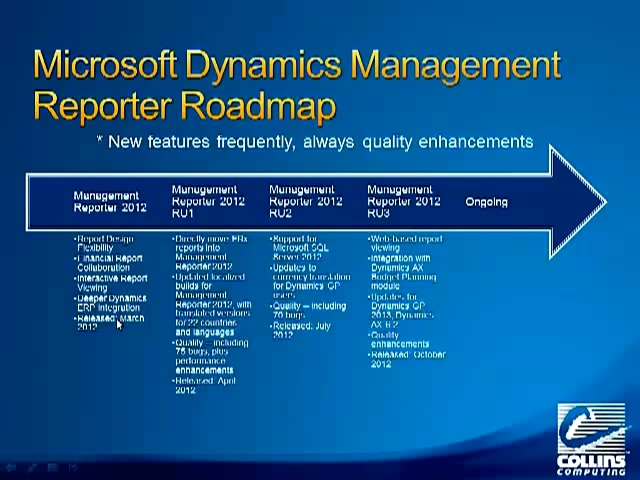 Microsoft Dynamics Management
Reporter Roadmap
* New features frequently, always quality enhancements
Management
Reporter 2012
Management
Reporter 2012
RU1
Management
Reporter 2012
RU2
Management
Reporter 2012
RU3
Ongoing
•Report Design
Flexibility
•Financial Report
Collaboration
•Interactive Report
Viewing
•Deeper Dynamics
ERP Integration
•Released: March
2012
•Directly move FRx
reports into
Management
Reporter 2012
•Updated localized
builds for
Management
Reporter 2012, with
translated versions
for 22 countries
and languages
•Quality – including
75 bugs, plus
performance
enhancements
•Released: April
2012
•Support for
Microsoft SQL
Server 2012
•Updates to
currency translation
for Dynamics GP
users
•Quality – including
70 bugs
•Released: July
2012
•Web-based report
viewing
•Integration with
Dynamics AX
Budget Planning
module
•Updates for
Dynamics GP
2013, Dynamics
AX 6.2
•Quality
enhancements
•Released: October
2012
COLLINS
COMPUTING